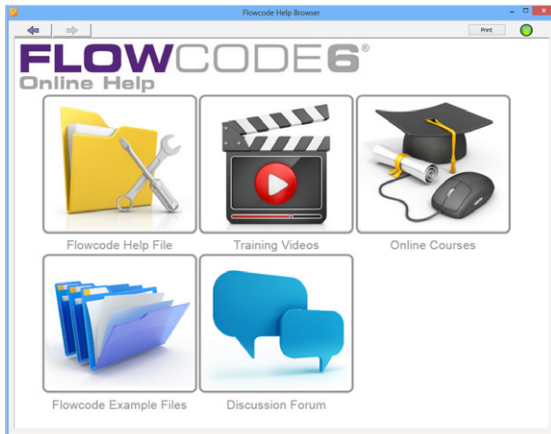 Flowcode Help Browser
Print
FLOWCODE6®
Online Help
Flowcode Help File
Training Videos
Online Courses
Flowcode Example Files
Discussion Forum